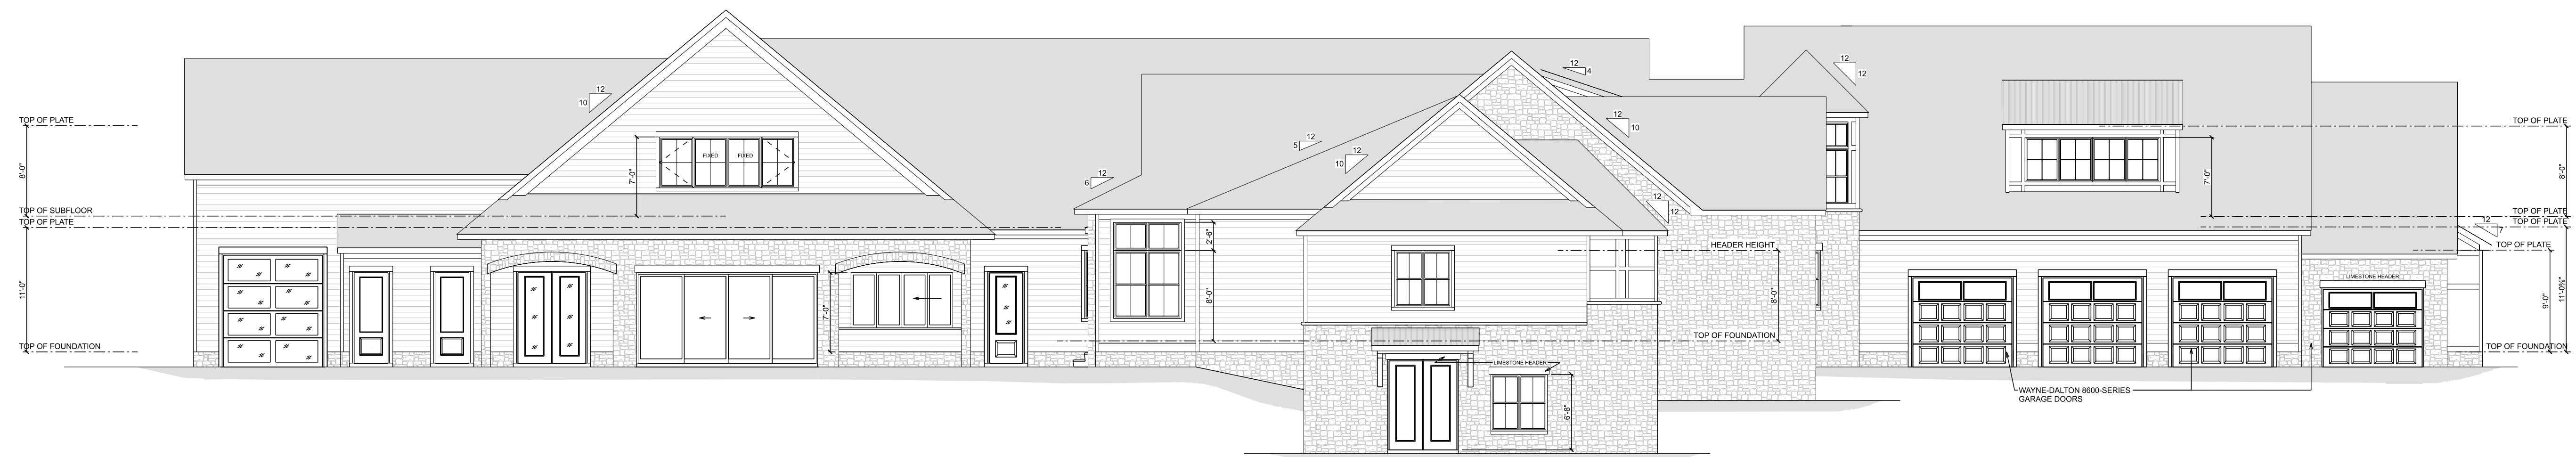 TOP OF PLATE
8'-0"
TOP OF SUBFLOOR
TOP OF PLATE
11'-0"
TOP OF FOUNDATION
12
10
7'-0"
FIXED
FIXED
7'-0"
12
6
2'-6"
8'-0"
12
5
12
10
12
4
12
10
12
12
HEADER HEIGHT
8'-0"
TOP OF FOUNDATION
LIMESTONE HEADER
6'-8"
12
12
7'-0"
LIMESTONE HEADER
WAYNE-DALTON 8600-SERIES
GARAGE DOORS
TOP OF PLATE
8'-0"
TOP OF PLATE
TOP OF PLATE
12
7
TOP OF PLATE
9'-0"
11'-0⅝"
TOP OF FOUNDATION